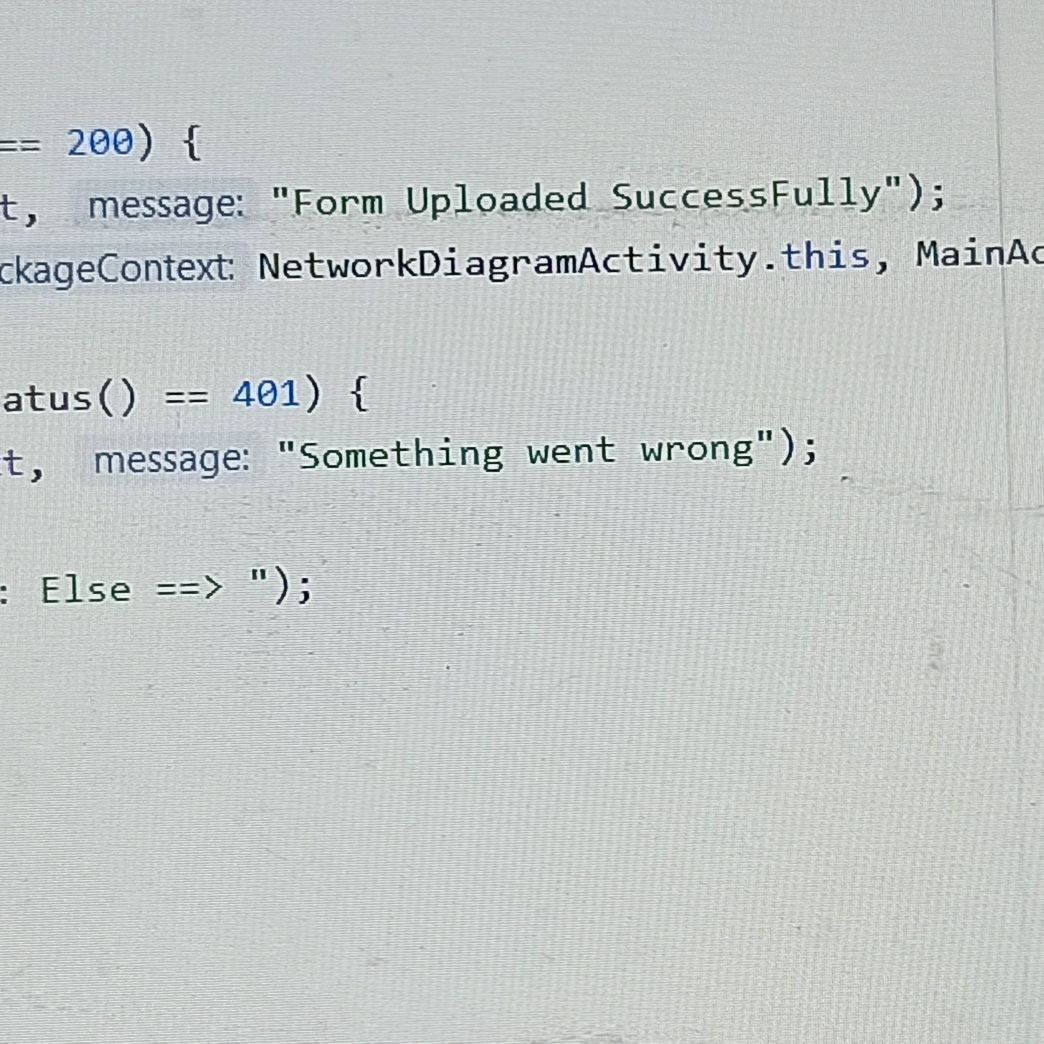 == 200) {
t, message: "Form Uploaded SuccessFully");
ckageContext: NetworkDiagramActivity.this, MainAc
atus() == 401) {
t, message: "Something went wrong");
: Else ==> ");